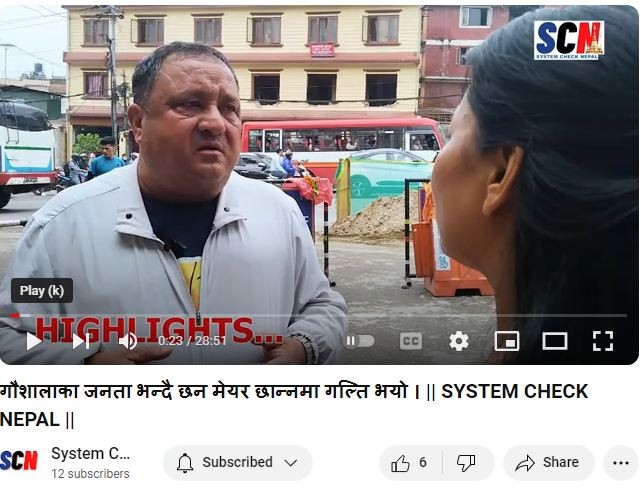 SCN
SYSTEM CHECK NEPAL
Play (k)
HIGHLIGHTS...
0:23 / 28:51
CC
गौशालाका जनता भन्दै छन मेयर छान्नमा गल्ति भयो । || SYSTEM CHECK
NEPAL ||
SCN
System C...
12 subscribers
Subscribed
6
Share